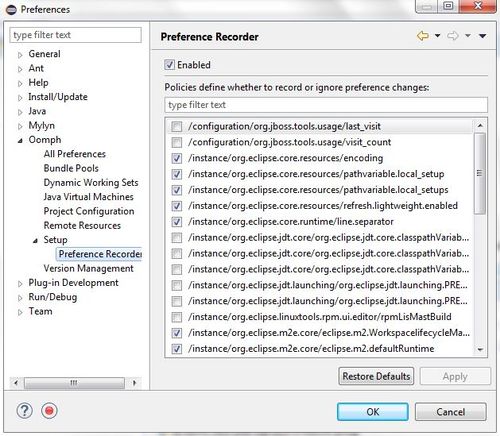 Preferences
type filter text
General
Ant
Help
Install/Update
Java
Mylyn
Oomph
All Preferences
Bundle Pools
Dynamic Working Sets
Java Virtual Machines
Project Configuration
Remote Resources
Setup
Preference Recorder
Version Management
Plug-in Development
Run/Debug
Team
Preference Recorder
Enabled
Policies define whether to record or ignore preference changes:
type filter text
/configuration/org.jboss.tools.usage/last_visit
/configuration/org.jboss.tools.usage/visit_count
/instance/org.eclipse.core.resources/encoding
/instance/org.eclipse.core.resources/pathvariable.local_setup
/instance/org.eclipse.core.resources/pathvariable.local_setups
/instance/org.eclipse.core.resources/refresh.lightweight.enabled
/instance/org.eclipse.core.runtime/line.separator
/instance/org.eclipse.jdt.core/org.eclipse.jdt.core.classpathVariab...
/instance/org.eclipse.jdt.core/org.eclipse.jdt.core.classpathVariab...
/instance/org.eclipse.jdt.core/org.eclipse.jdt.core.classpathVariab...
/instance/org.eclipse.jdt.launching/org.eclipse.jdt.launching.PRE...
/instance/org.eclipse.jdt.launching/org.eclipse.jdt.launching.PRE...
/instance/org.eclipse.linuxtools.rpm.ui.editor/rpmLisMastBuild
/instance/org.eclipse.m2e.core/eclipse.m2.WorkspacelifecycleMa...
/instance/org.eclipse.m2e.core/eclipse.m2.defaultRuntime
Restore Defaults
Apply
OK
Cancel